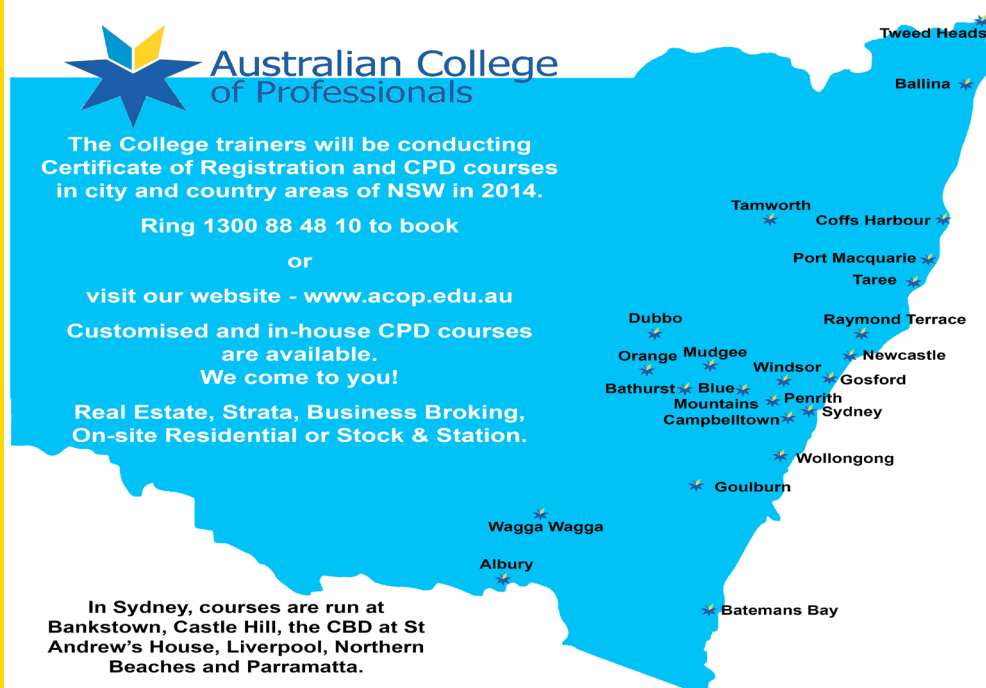 Australian College
of Professionals
The College trainers will be conducting
Certificate of Registration and CPD courses
in city and country areas of NSW in 2014.
Ring 1300 88 48 10 to book
or
visit our website - www.acop.edu.au
Customised and in-house CPD courses
are available.
We come to you!
Real Estate, Strata, Business Broking,
On-site Residential or Stock & Station.
Tweed Heads
Ballina
Tamworth
Coffs Harbour
Port Macquarie
Taree
Dubbo
Raymond Terrace
Orange
Mudgee
Newcastle
Windsor
Gosford
Bathurst
Blue
Mountains
Penrith
Sydney
Campbelltown
Wollongong
Goulburn
Wagga Wagga
Albury
Batemans Bay
In Sydney, courses are run at
Bankstown, Castle Hill, the CBD at St
Andrew's House, Liverpool, Northern
Beaches and Parramatta.